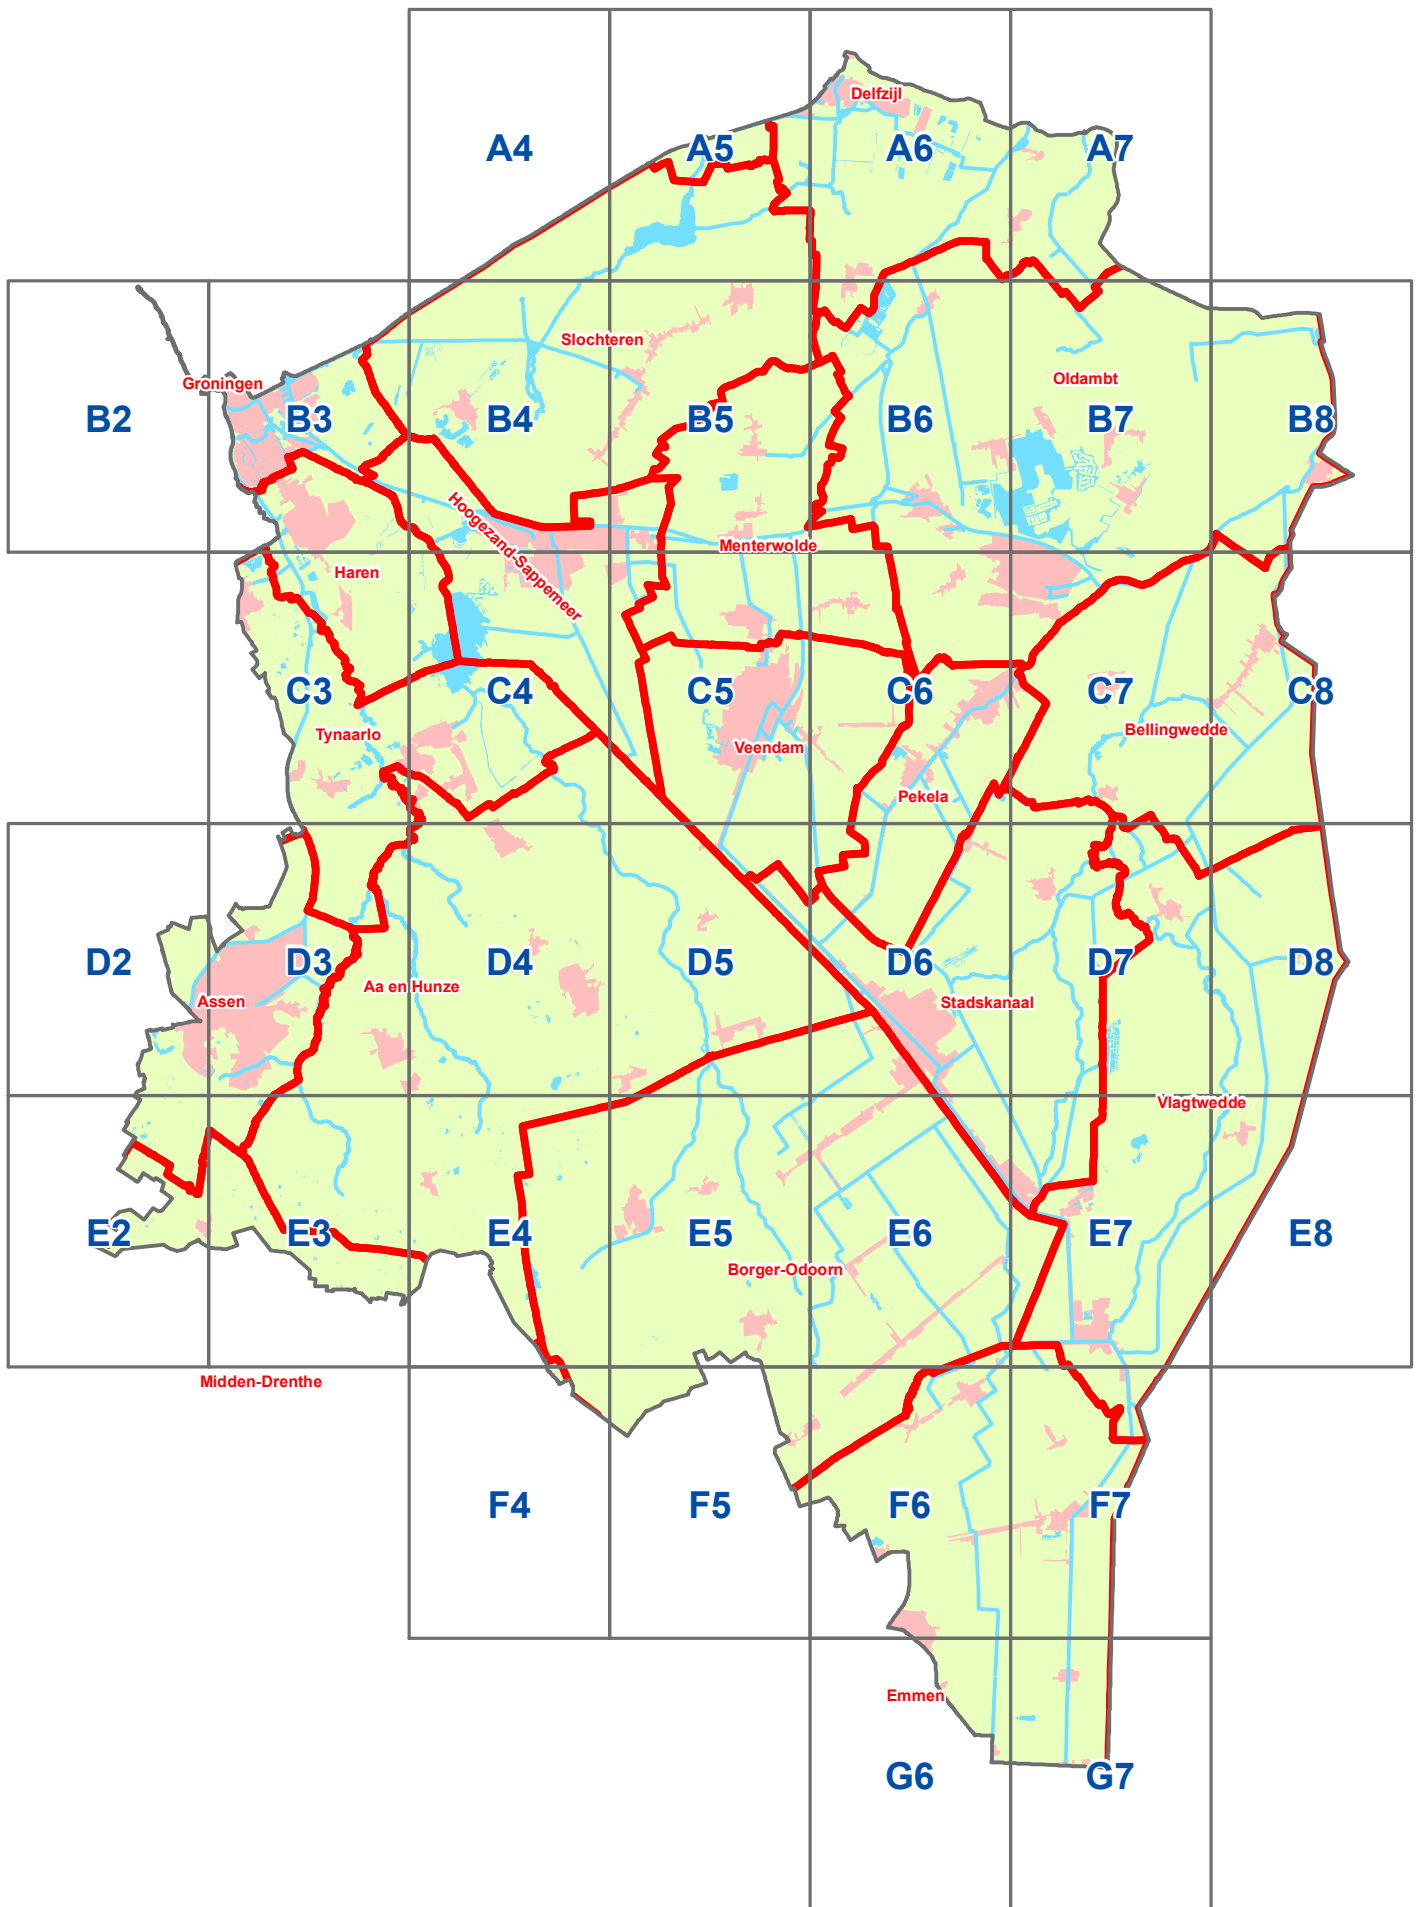 Delfzijl
A4
A5
A6
A7
Slochteren
Groningen
Oldambt
B2
B3
B4
B5
B6
B7
B8
Hoogezand-Sappemeer
Menterwolde
Haren
C3
C4
C5
C6
C7
C8
Tynaarlo
Veendam
Bellingwedde
Pekela
D2
D3
D4
D5
D6
D7
D8
Aa en Hunze
Assen
Stadskanaal
Vlagtwedde
E2
E3
E4
E5
E6
E7
E8
Borger-Odoorn
Midden-Drenthe
F4
F5
F6
F7
Emmen
G6
G7